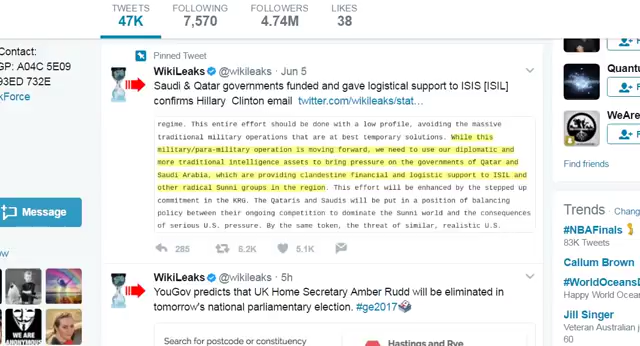 TWEETS FOLLOWING FOLLOWERS LIKES
47K 7,570 4.74M 38
Contact:
GP: A04C 5E09
93ED 732E
kForce
Message
Pinned Tweet
WikiLeaks @wikileaks · Jun 5
Saudi & Qatar governments funded and gave logistical support to ISIS [ISIL]
confirms Hillary Clinton email twitter.com/wikileaks/stat…
regime. This entire effort should be done with a low profile, avoiding the massive
traditional military operations that are at best temporary solutions. While this
military/para-military operation is moving forward, we need to use our diplomatic and
more traditional intelligence assets to bring pressure on the governments of Qatar and
Saudi Arabia, which are providing clandestine financial and logistic support to ISIL and
other radical Sunni groups in the region. This effort will be enhanced by the stepped up
commitment in the KRG. The Qataris and Saudis will be put in a position of balancing
policy between their ongoing competition to dominate the Sunni world and the consequences
of serious U.S. pressure. By the same token, the threat of similar, realistic U.S.
285 6.2K 5.1K
WikiLeaks @wikileaks · 5h
YouGov predicts that UK Home Secretary Amber Rudd will be eliminated in
tomorrow's national parliamentary election. #ge2017
Search for postcode or constituency
Hastings and Rye
WE ARE
ANONYMOUS
Quantu
WeAre
Find friends
Trends · Chang
#NBAFinals
83K Tweets
Callum Brown
#WorldOceansD
Happy World Ocea
Jill Singer
Veteran Australian j
60